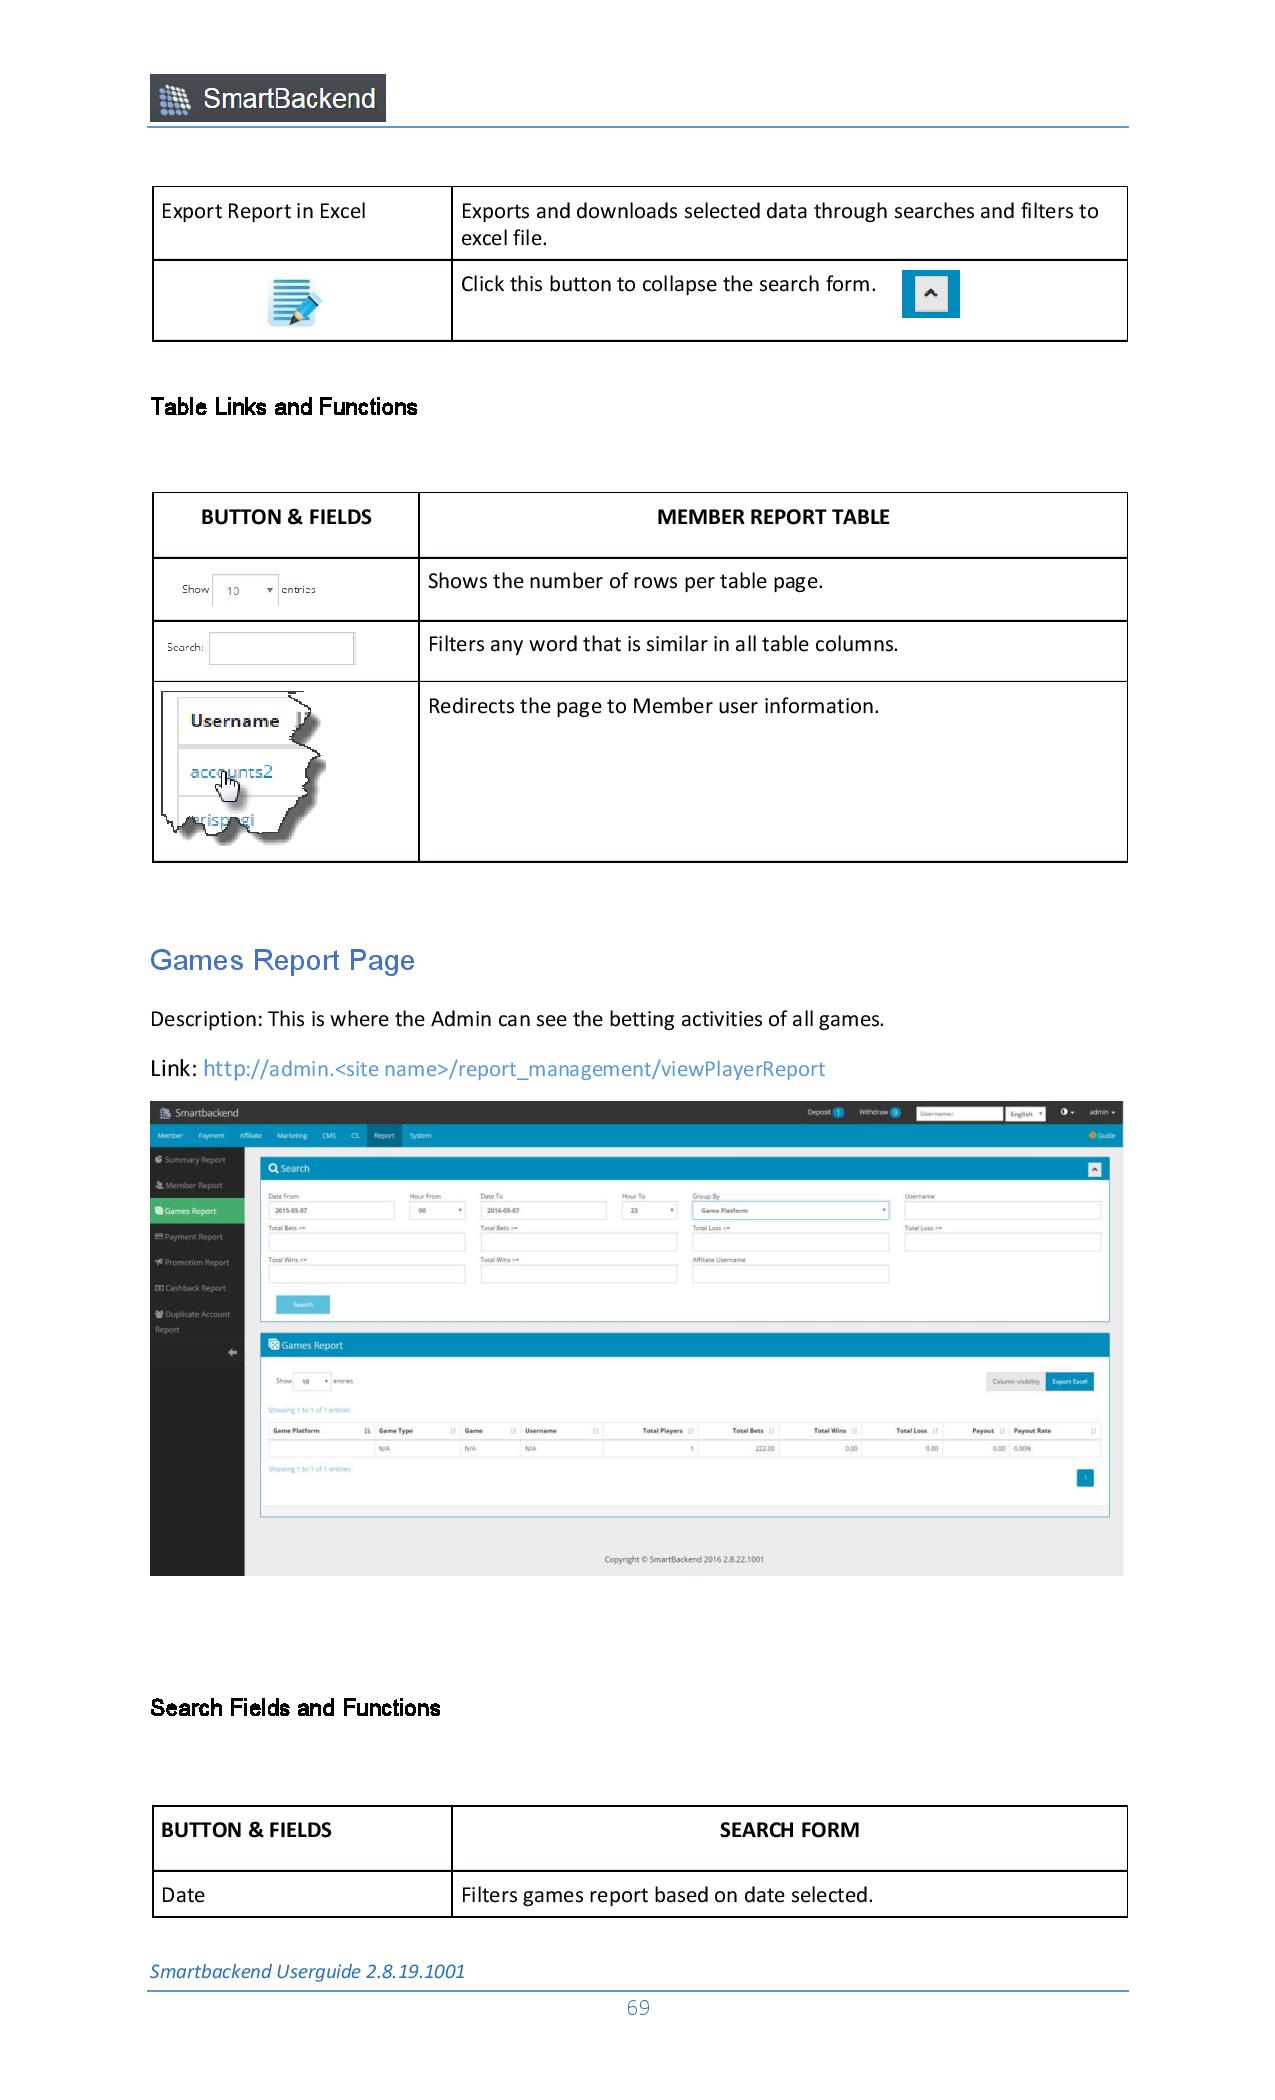 SmartBackend
Export Report in Excel
Exports and downloads selected data through searches and filters to
excel file.
Click this button to collapse the search form.
Table Links and Functions
BUTTON & FIELDS
MEMBER REPORT TABLE
Show 10 entries
Shows the number of rows per table page.
Search:
Filters any word that is similar in all table columns.
Username
accounts2
Redirects the page to Member user information.
Games Report Page
Description: This is where the Admin can see the betting activities of all games.
Link: http://admin.<site name>/report_management/viewPlayerReport
Smartbackend
Deposit 1 Withdraw 9 Username: English admin
Member Payment Affiliate Marketing CMS CS Report System Guide
Summary Report
Member Report
Games Report
Payment Report
Promotion Report
Cashback Report
Duplicate Account
Report
Search
Date From Hour From Date To Hour To Group By Username
2015-05-07 00 2016-05-07 23 Game Platform
Total Bets <= Total Bets >= Total Loss <= Total Loss >=
Total Wins <= Total Wins >= Affiliate Username
Search
Games Report
Show 10 entries
Column visibility Export Excel
Showing 1 to 1 of 1 entries
Game Platform Game Type Game Username Total Players Total Bets Total Wins Total Loss Payout Payout Rate
N/A N/A N/A 1 222.00 0.00 0.00 0.00 0.00%
Showing 1 to 1 of 1 entries
1
Copyright © SmartBackend 2016 2.8.22.1001
Search Fields and Functions
BUTTON & FIELDS
SEARCH FORM
Date
Filters games report based on date selected.
Smartbackend Userguide 2.8.19.1001
69